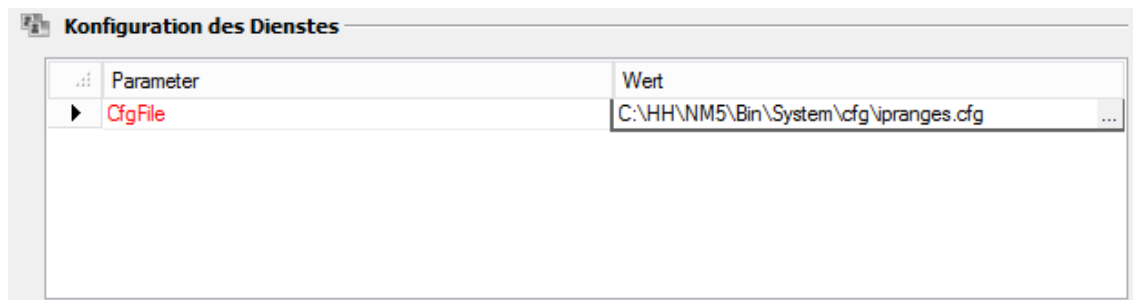 Konfiguration des Dienstes
Parameter Wert
CfgFile C:\HH\NM5\Bin\System\cfg\ipranges.cfg ...